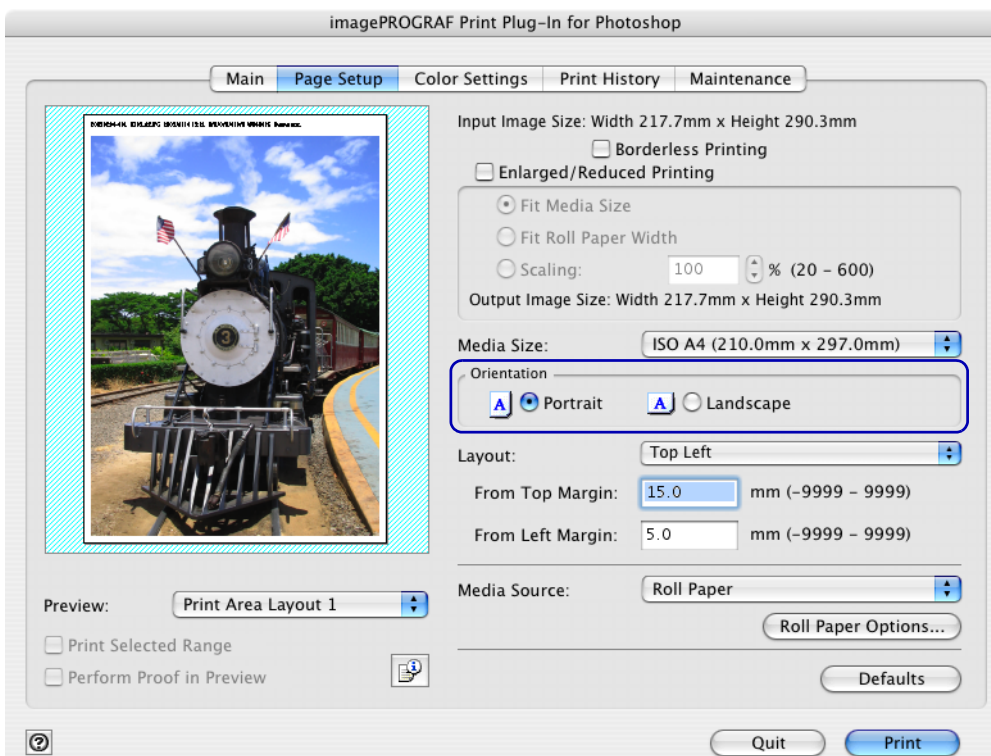 imagePROGRAF Print Plug-In for Photoshop
Main Page Setup Color Settings Print History Maintenance
Input Image Size: Width 217.7mm x Height 290.3mm
Borderless Printing
Enlarged/Reduced Printing
Fit Media Size
Fit Roll Paper Width
Scaling: 100 % (20 – 600)
Output Image Size: Width 217.7mm x Height 290.3mm
Media Size: ISO A4 (210.0mm x 297.0mm)
Orientation
A Portrait A Landscape
Layout: Top Left
From Top Margin: 15.0 mm (-9999 – 9999)
From Left Margin: 5.0 mm (-9999 – 9999)
Media Source: Roll Paper
Roll Paper Options...
3
Preview: Print Area Layout 1
Print Selected Range
Perform Proof in Preview
Defaults
? Quit Print